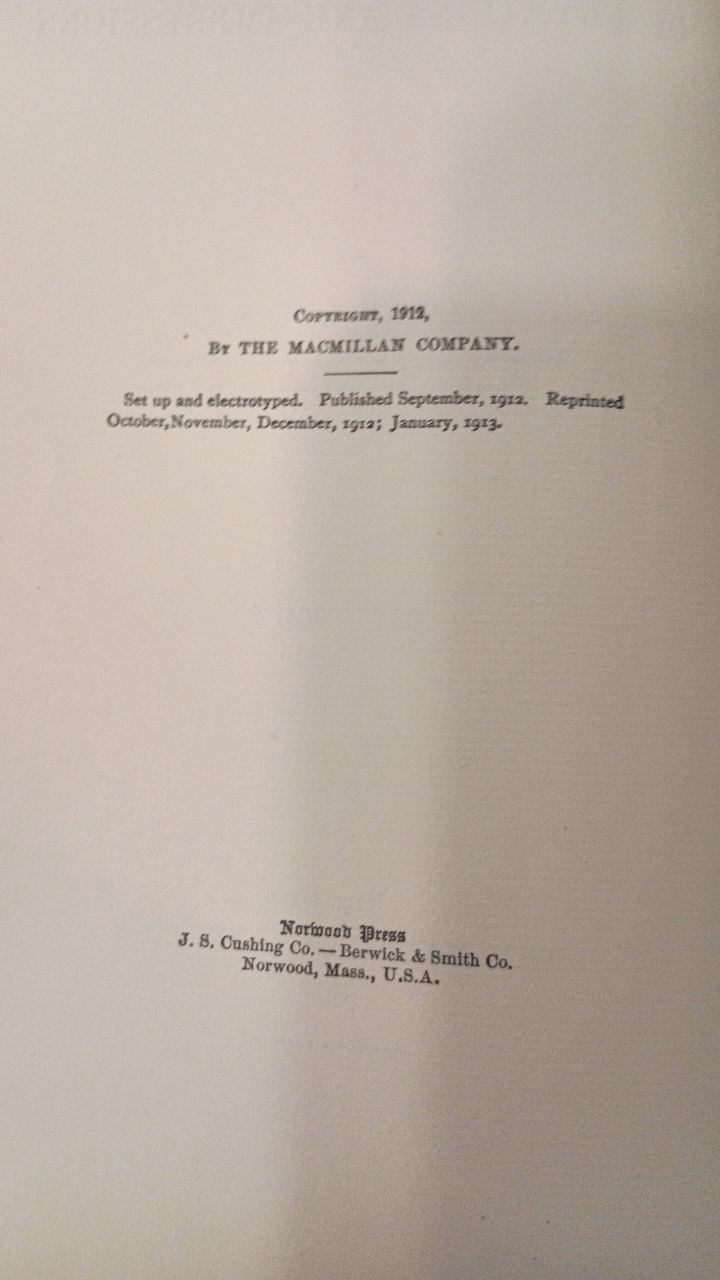 COPYRIGHT, 1912,
BY THE MACMILLAN COMPANY.
Set up and electrotyped. Published September, 1912. Reprinted
October, November, December, 1912; January, 1913.
Norwood Press
J. S. Cushing Co. — Berwick & Smith Co.
Norwood, Mass., U.S.A.